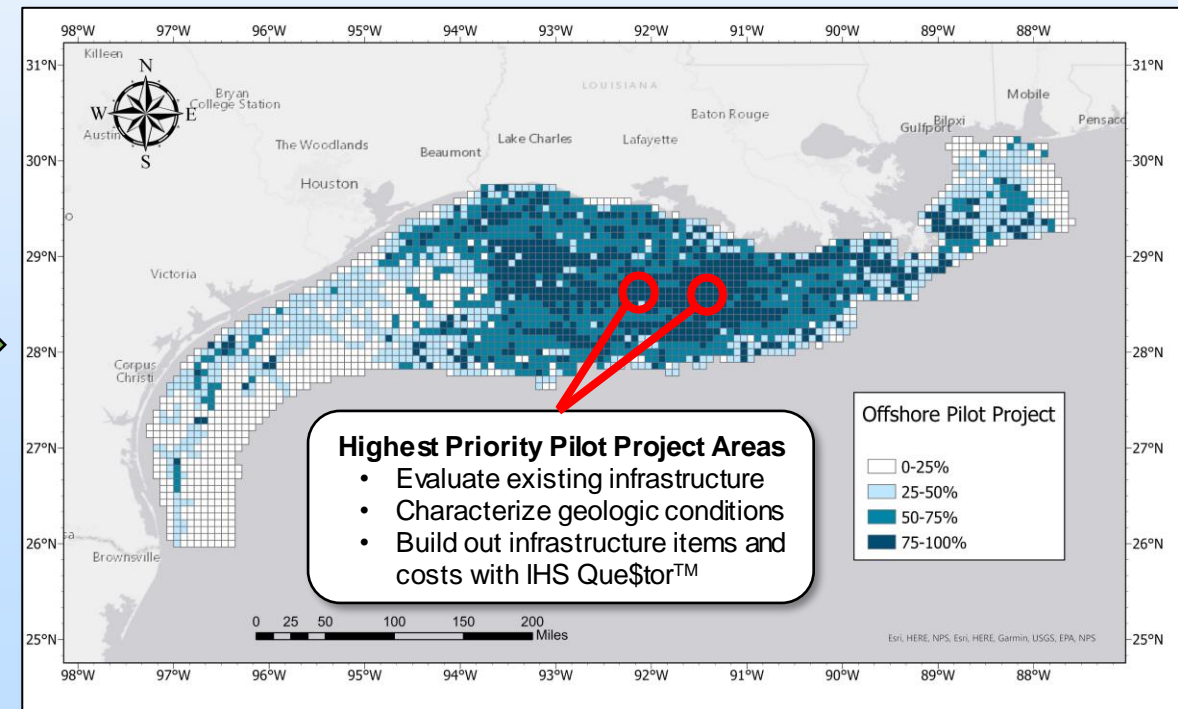 98°W 97°W 96°W 95°W 94°W 93°W 92°W 91°W 90°W 89°W 88°W
Killeen
31°N 31°N
N
LOUISIANA
Bryan
College Station
Mobile
W E
Baton Rouge
Biloxi
Gulfport
Pensaco
Austin
The Woodlands
Beaumont
Lake Charles
Lafayette
S
30°N 30°N
Houston
o
29°N 29°N
Victoria
28°N 28°N
Corpus
Christi
Offshore Pilot Project
Highest Priority Pilot Project Areas
27°N 27°N
• Evaluate existing infrastructure
0-25%
• Characterize geologic conditions
25-50%
• Build out infrastructure items and
50-75%
costs with IHS Que$tor™
75-100%
sa
26°N 26°N
Brownsville
0 25 50 100 150 200
Miles
25°N 25°N
Esri, HERE, NPS, Esri, HERE, Garmin, USGS, EPA, NPS
98°W 97°W 96°W 95°W 94°W 93°W 92°W 91°W 90°W 89°W 88°W